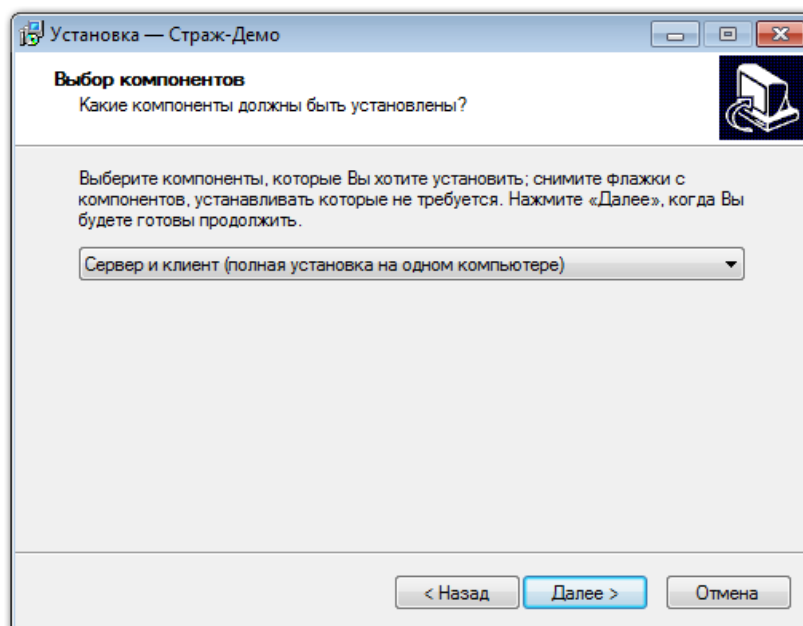 Установка — Страж-Демо
Выбор компонентов
Какие компоненты должны быть установлены?
Выберите компоненты, которые Вы хотите установить; снимите флажки с
компонентов, устанавливать которые не требуется. Нажмите «Далее», когда Вы
будете готовы продолжить.
Сервер и клиент (полная установка на одном компьютере)
< Назад
Далее >
Отмена